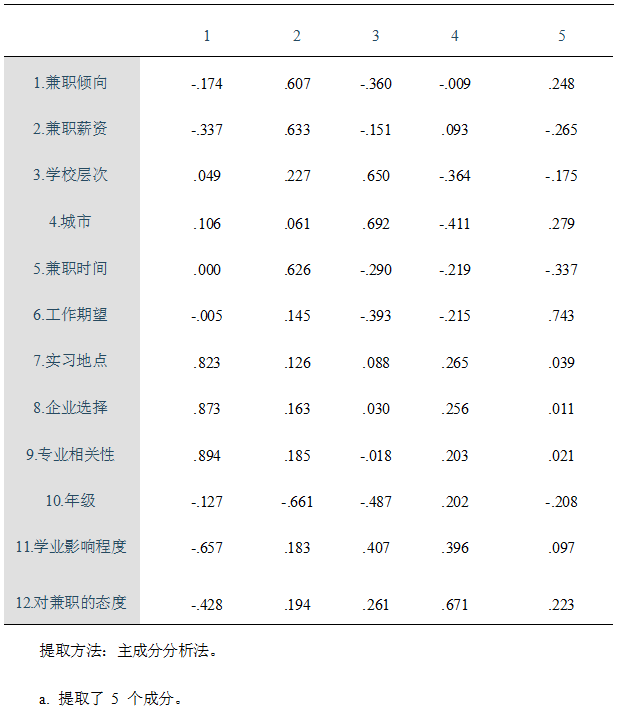 1 2 3 4 5
1.兼职倾向 -.174 .607 -.360 -.009 .248
2.兼职薪资 -.337 .633 -.151 .093 -.265
3.学校层次 .049 .227 .650 -.364 -.175
4.城市 .106 .061 .692 -.411 .279
5.兼职时间 .000 .626 -.290 -.219 -.337
6.工作期望 -.005 .145 -.393 -.215 .743
7.实习地点 .823 .126 .088 .265 .039
8.企业选择 .873 .163 .030 .256 .011
9.专业相关性 .894 .185 -.018 .203 .021
10.年级 -.127 -.661 -.487 .202 -.208
11.学业影响程度 -.657 .183 .407 .396 .097
12.对兼职的态度 -.428 .194 .261 .671 .223
提取方法：主成分分析法。
a. 提取了 5 个成分。